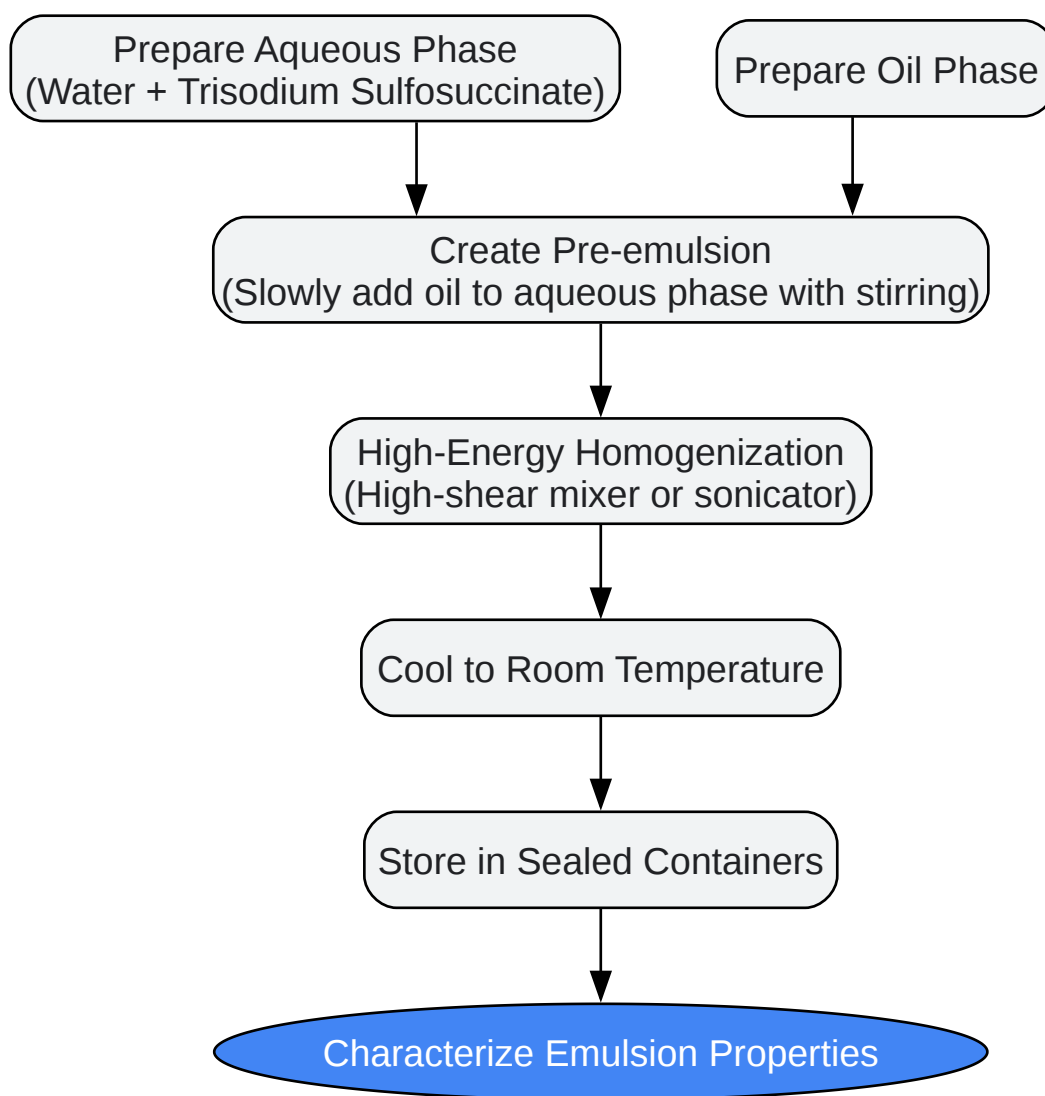 Prepare Aqueous Phase
(Water + Trisodium Sulfosuccinate)
Prepare Oil Phase
Create Pre-emulsion
(Slowly add oil to aqueous phase with stirring)
High-Energy Homogenization
(High-shear mixer or sonicator)
Cool to Room Temperature
Store in Sealed Containers
Characterize Emulsion Properties